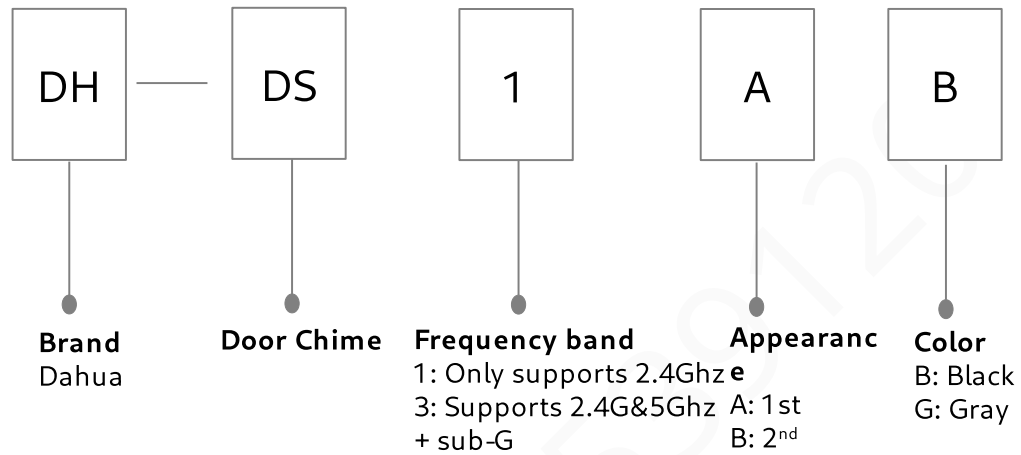 DH — DS 1 A B
Brand
Dahua
Door Chime
Frequency band
1: Only supports 2.4Ghz
3: Supports 2.4G&5Ghz
+ sub-G
Appearanc
e
A: 1st
B: 2nd
Color
B: Black
G: Gray